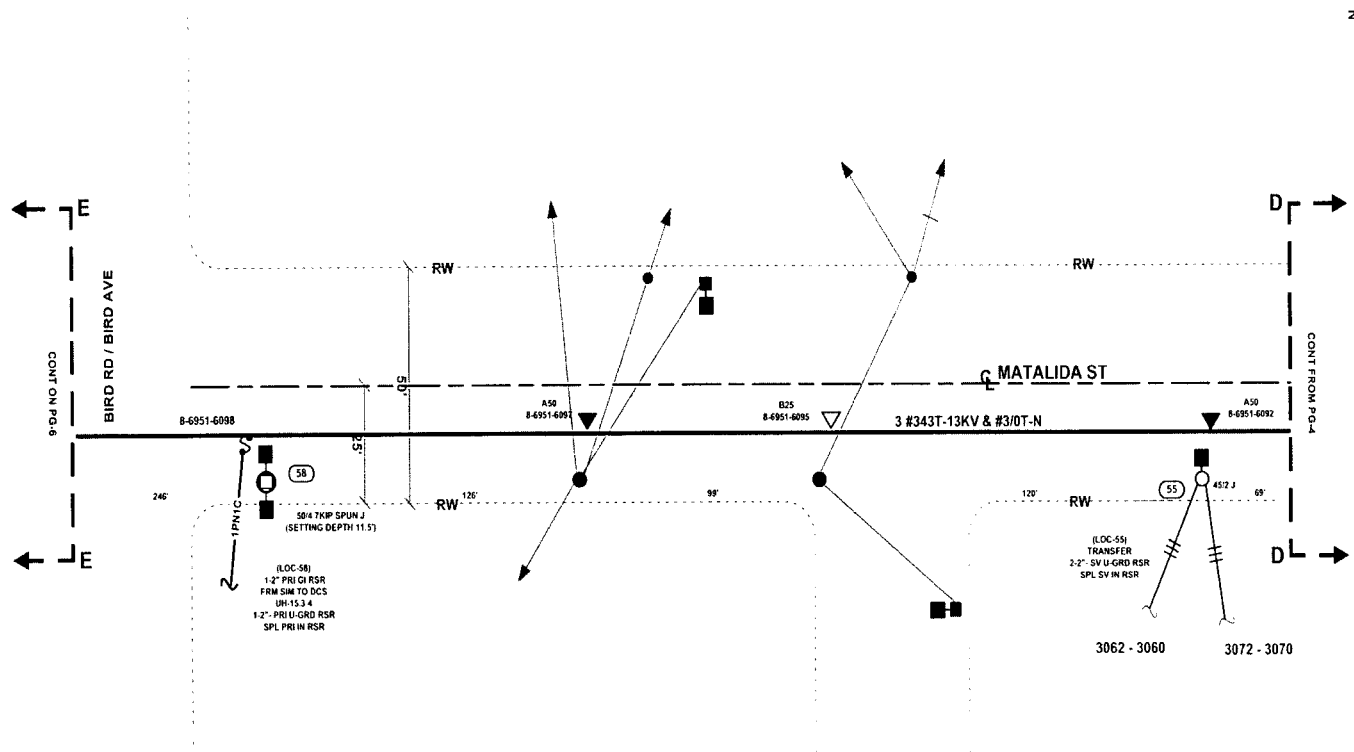 2
E
D
RW
RW
BIRD RD / BIRD AVE
CONT ON PG-6
50'
℄ MATALIDA ST
CONT FROM PG-4
A50
8-6951-6097
B25
8-6951-6095
A50
8-6951-6092
8-6951-6098
3 #343T-13KV & #3/0T-N
25'
58
55
45/2 J
246'
126'
99'
120'
69'
RW
RW
1PN1C
50/4.7KIP SPUN J
(SETTING DEPTH 11.5')
E
D
(LOC-58)
1-2" PRI GI RSR
FRM SIM TO DCS
UH-15.3.4
1-2"- PRI U-GRD RSR
SPL PRI IN RSR
(LOC-55)
TRANSFER
2-2"- SV U-GRD RSR
SPL SV IN RSR
3062 - 3060
3072 - 3070